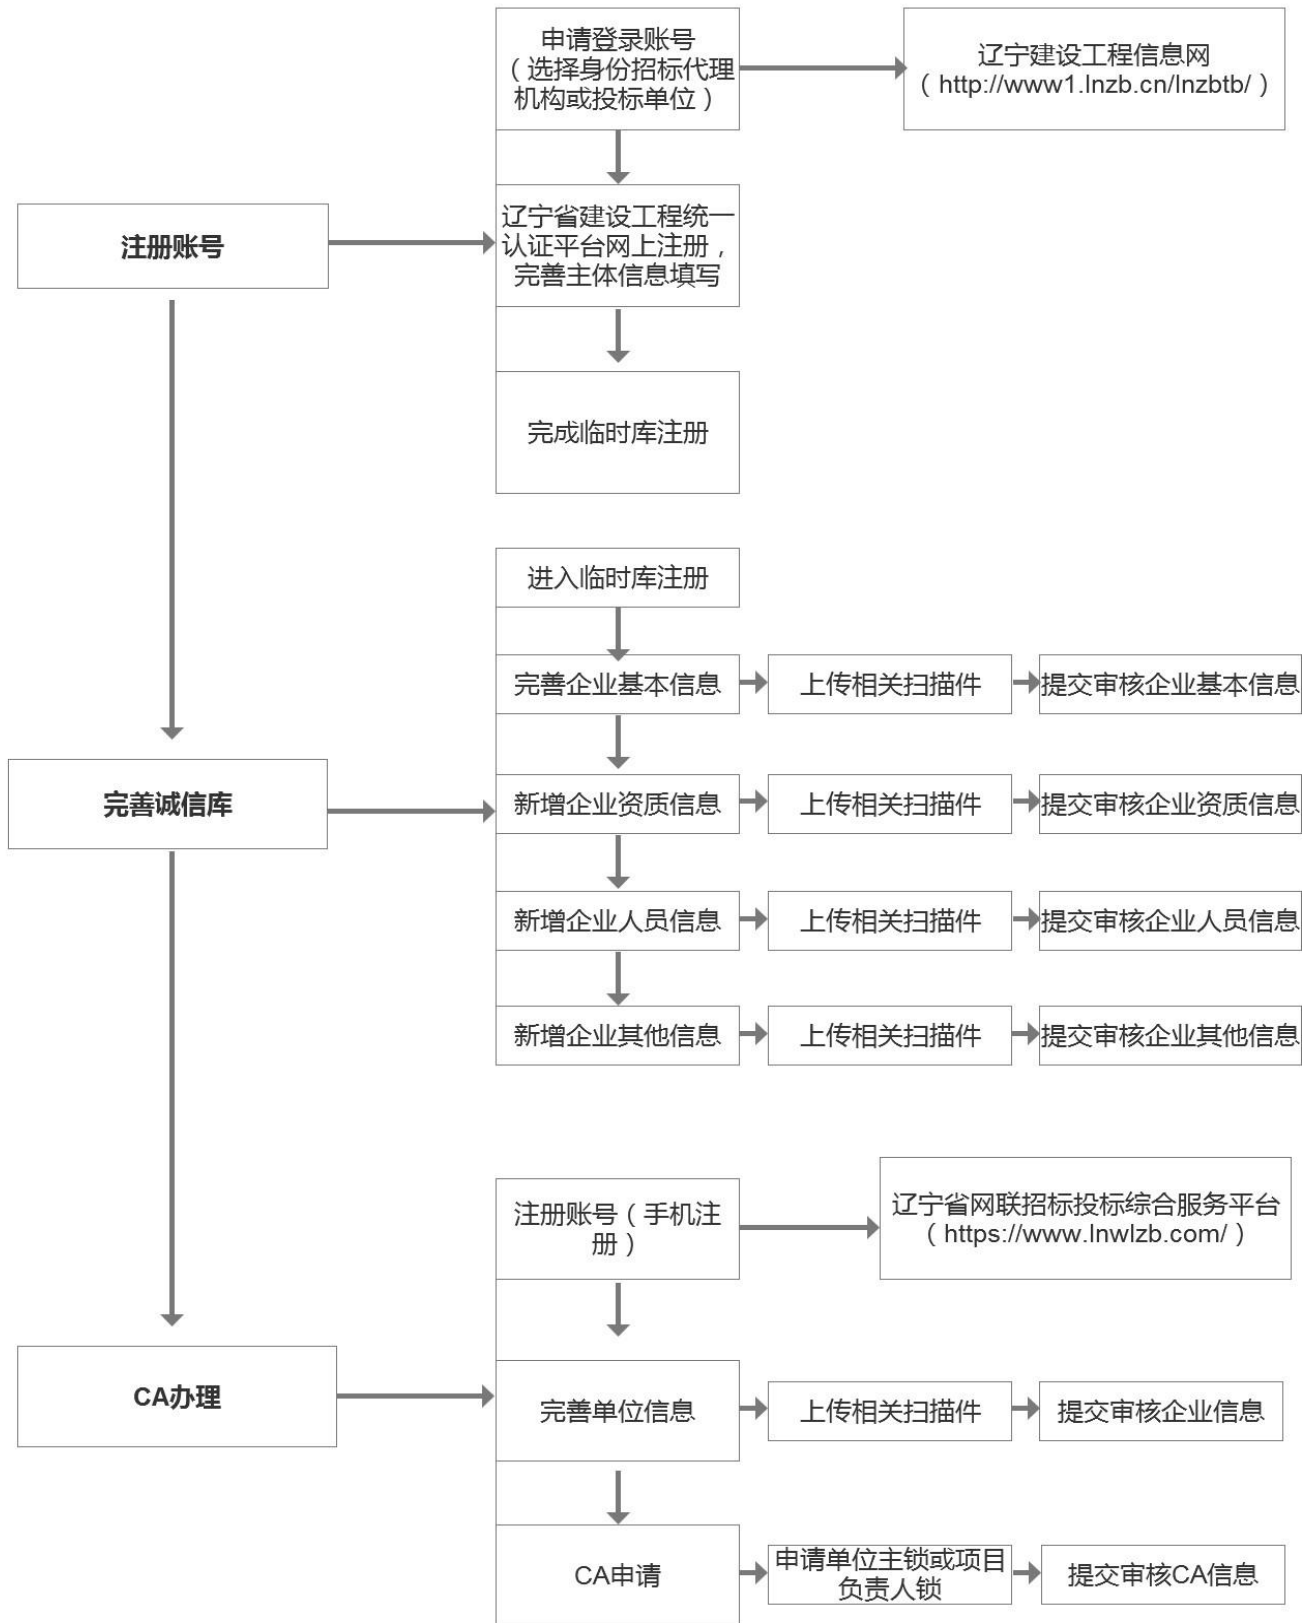 申请登录账号
（选择身份招标代理
机构或投标单位）
辽宁建设工程信息网
（http://www1.lnzb.cn/lnzbtb/）
注册账号
辽宁省建设工程统一
认证平台网上注册，
完善主体信息填写
完成临时库注册
进入临时库注册
完善企业基本信息
上传相关扫描件
提交审核企业基本信息
完善诚信库
新增企业资质信息
上传相关扫描件
提交审核企业资质信息
新增企业人员信息
上传相关扫描件
提交审核企业人员信息
新增企业其他信息
上传相关扫描件
提交审核企业其他信息
注册账号（手机注
册）
辽宁省网联招标投标综合服务平台
（https://www.lnwlzb.com/）
CA办理
完善单位信息
上传相关扫描件
提交审核企业信息
CA申请
申请单位主锁或项目
负责人锁
提交审核CA信息